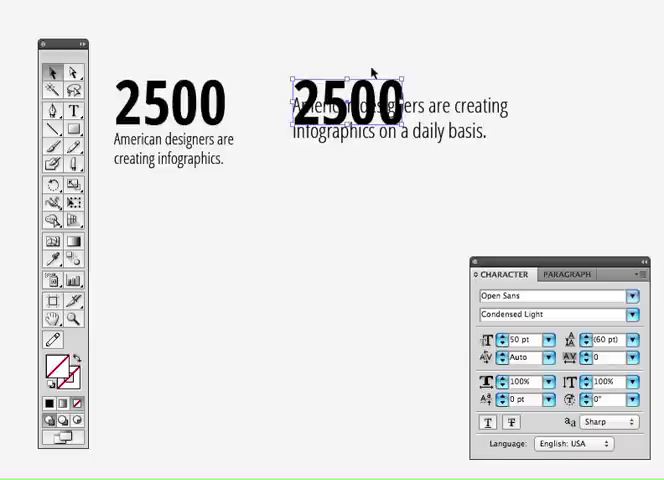 2500
American designers are
creating infographics.
2500
American designers are creating
infographics on a daily basis.
CHARACTER
PARAGRAPH
Open Sans
Condensed Light
50 pt
(60 pt)
Auto
0
100%
100%
0 pt
0°
Sharp
Language: English: USA